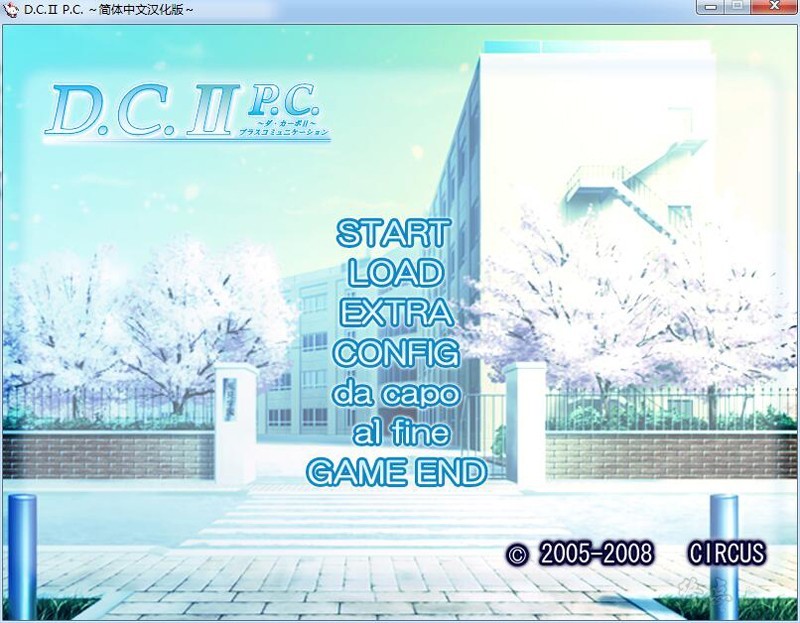 D.C.Ⅱ P.C. ~简体中文汉化版~
D.C.Ⅱ P.C.
~ダ・カーポⅡ~
プラスコミュニケーション
START
LOAD
EXTRA
CONFIG
da capo
al fine
GAME END
© 2005-2008 CIRCUS